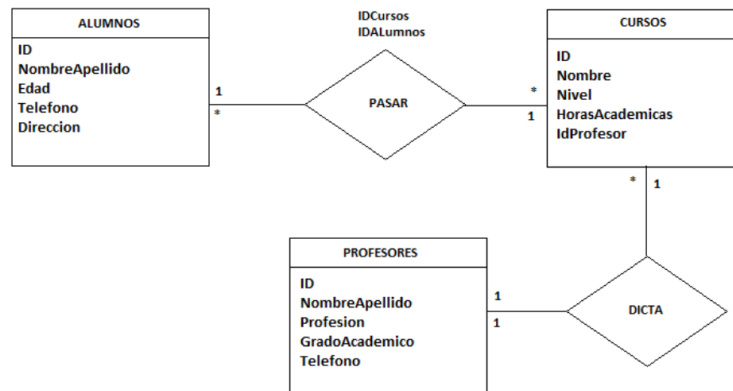 ALUMNOS
ID
NombreApellido
Edad
Telefono
Direccion
1
*
IDCursos
IDALumnos
PASAR
*
1
CURSOS
ID
Nombre
Nivel
HorasAcademicas
IdProfesor
* 1
PROFESORES
ID
NombreApellido
Profesion
GradoAcademico
Telefono
1
1
DICTA